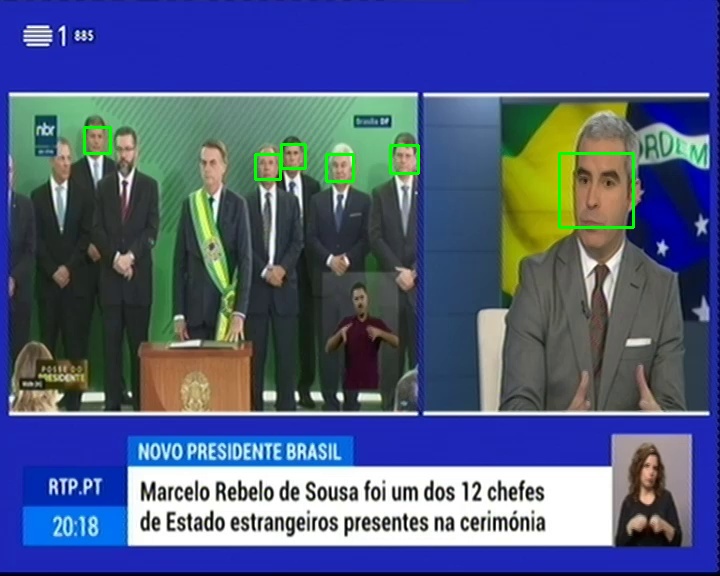 1 885
nbr
Brasília DF
ORDEM
POSSE DO
PRESIDENTE
NOVO PRESIDENTE BRASIL
RTP.PT
Marcelo Rebelo de Sousa foi um dos 12 chefes
20:18
de Estado estrangeiros presentes na cerimónia